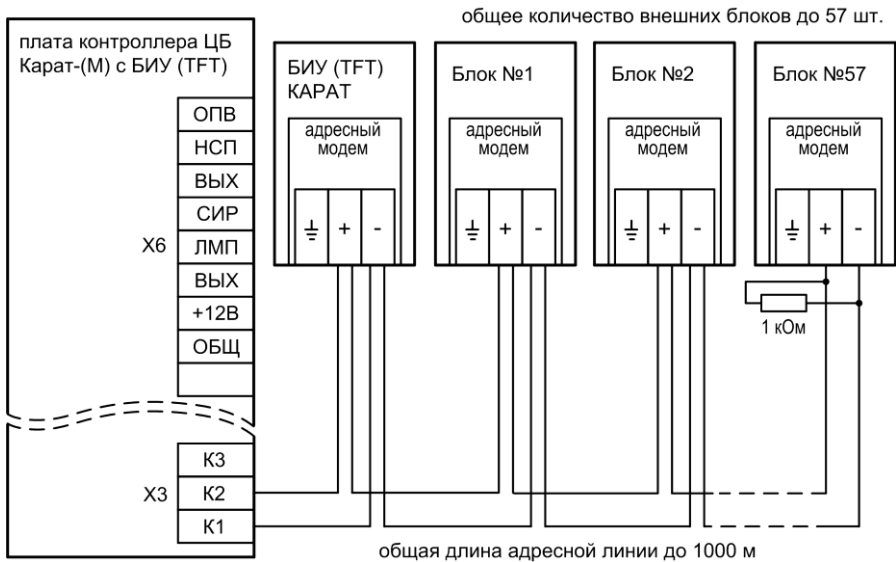 общее количество внешних блоков до 57 шт.
плата контроллера ЦБ
Карат-(М) с БИУ (TFT)
ОПВ
НСП
ВЫХ
СИР
Х6
ЛМП
ВЫХ
+12В
ОБЩ
К3
Х3
К2
К1
БИУ (TFT)
КАРАТ
адресный
модем
+
-
Блок №1
адресный
модем
+
-
Блок №2
адресный
модем
+
-
Блок №57
адресный
модем
+
-
1 кОм
общая длина адресной линии до 1000 м